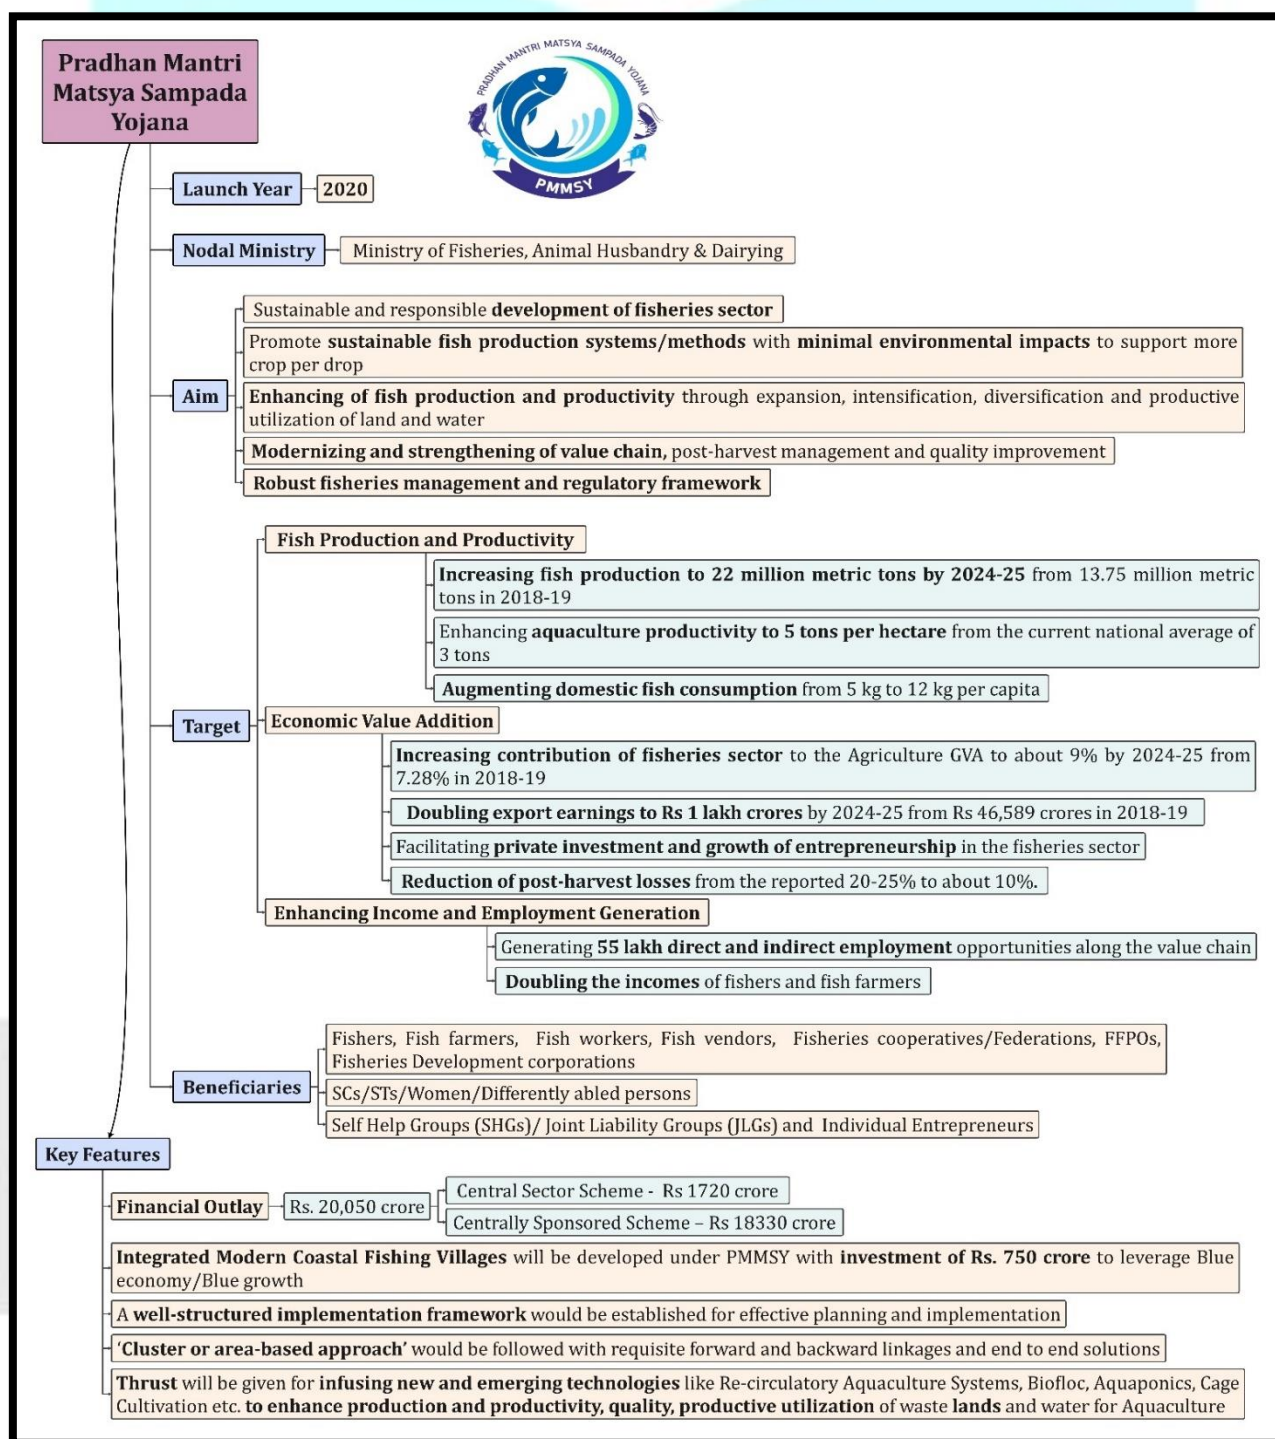 Pradhan Mantri
Matsya Sampada
Yojana
PRADHAN MANTRI MATSYA SAMPADA YOJANA
PMMSY
Launch Year
2020
Nodal Ministry
Ministry of Fisheries, Animal Husbandry & Dairying
Aim
Sustainable and responsible development of fisheries sector
Promote sustainable fish production systems/methods with minimal environmental impacts to support more
crop per drop
Enhancing of fish production and productivity through expansion, intensification, diversification and productive
utilization of land and water
Modernizing and strengthening of value chain, post-harvest management and quality improvement
Robust fisheries management and regulatory framework
Target
Fish Production and Productivity
Increasing fish production to 22 million metric tons by 2024-25 from 13.75 million metric
tons in 2018-19
Enhancing aquaculture productivity to 5 tons per hectare from the current national average of
3 tons
Augmenting domestic fish consumption from 5 kg to 12 kg per capita
Economic Value Addition
Increasing contribution of fisheries sector to the Agriculture GVA to about 9% by 2024-25 from
7.28% in 2018-19
Doubling export earnings to Rs 1 lakh crores by 2024-25 from Rs 46,589 crores in 2018-19
Facilitating private investment and growth of entrepreneurship in the fisheries sector
Reduction of post-harvest losses from the reported 20-25% to about 10%.
Enhancing Income and Employment Generation
Generating 55 lakh direct and indirect employment opportunities along the value chain
Doubling the incomes of fishers and fish farmers
Beneficiaries
Fishers, Fish farmers, Fish workers, Fish vendors, Fisheries cooperatives/Federations, FFPOs,
Fisheries Development corporations
SCs/STs/Women/Differently abled persons
Self Help Groups (SHGs)/ Joint Liability Groups (JLGs) and Individual Entrepreneurs
Key Features
Financial Outlay
Rs. 20,050 crore
Central Sector Scheme - Rs 1720 crore
Centrally Sponsored Scheme – Rs 18330 crore
Integrated Modern Coastal Fishing Villages will be developed under PMMSY with investment of Rs. 750 crore to leverage Blue
economy/Blue growth
A well-structured implementation framework would be established for effective planning and implementation
‘Cluster or area-based approach’ would be followed with requisite forward and backward linkages and end to end solutions
Thrust will be given for infusing new and emerging technologies like Re-circulatory Aquaculture Systems, Biofloc, Aquaponics, Cage
Cultivation etc. to enhance production and productivity, quality, productive utilization of waste lands and water for Aquaculture